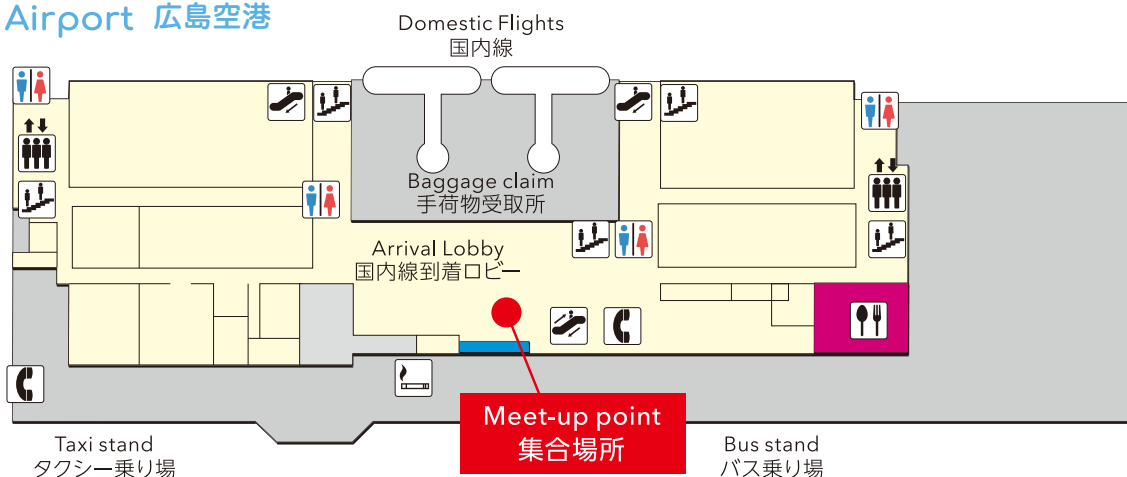 Airport 広島空港
Domestic Flights
国内線
Baggage claim
手荷物受取所
Arrival Lobby
国内線到着ロビー
Meet-up point
集合場所
Taxi stand
タクシー乗り場
Bus stand
バス乗り場